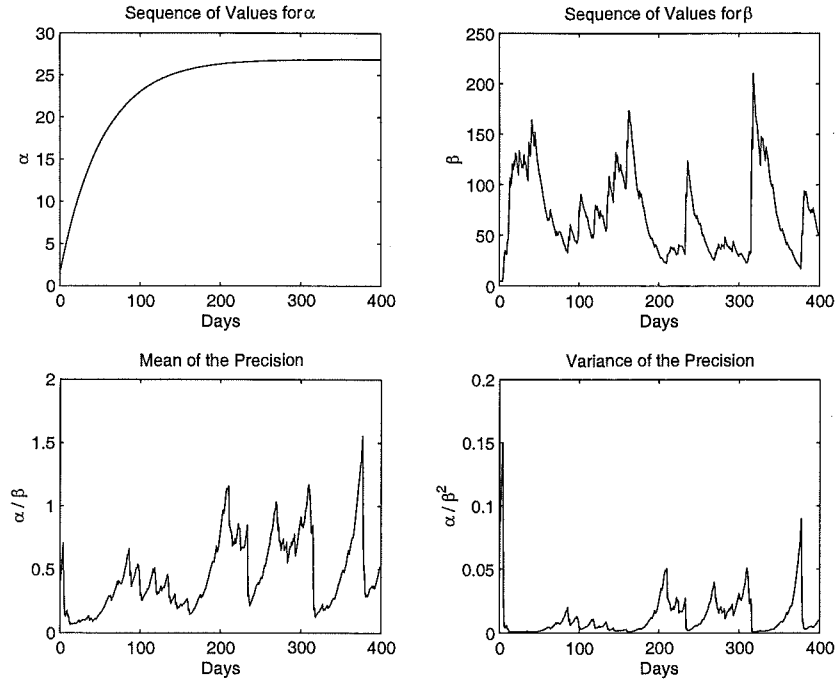 Sequence of Values for α
30
25
20
15
10
5
0
α
0 100 200 300 400
Days
Sequence of Values for β
250
200
150
100
50
0
β
0 100 200 300 400
Days
Mean of the Precision
2
1.5
1
0.5
0
α / β
0 100 200 300 400
Days
Variance of the Precision
0.2
0.15
0.1
0.05
0
α / β²
0 100 200 300 400
Days